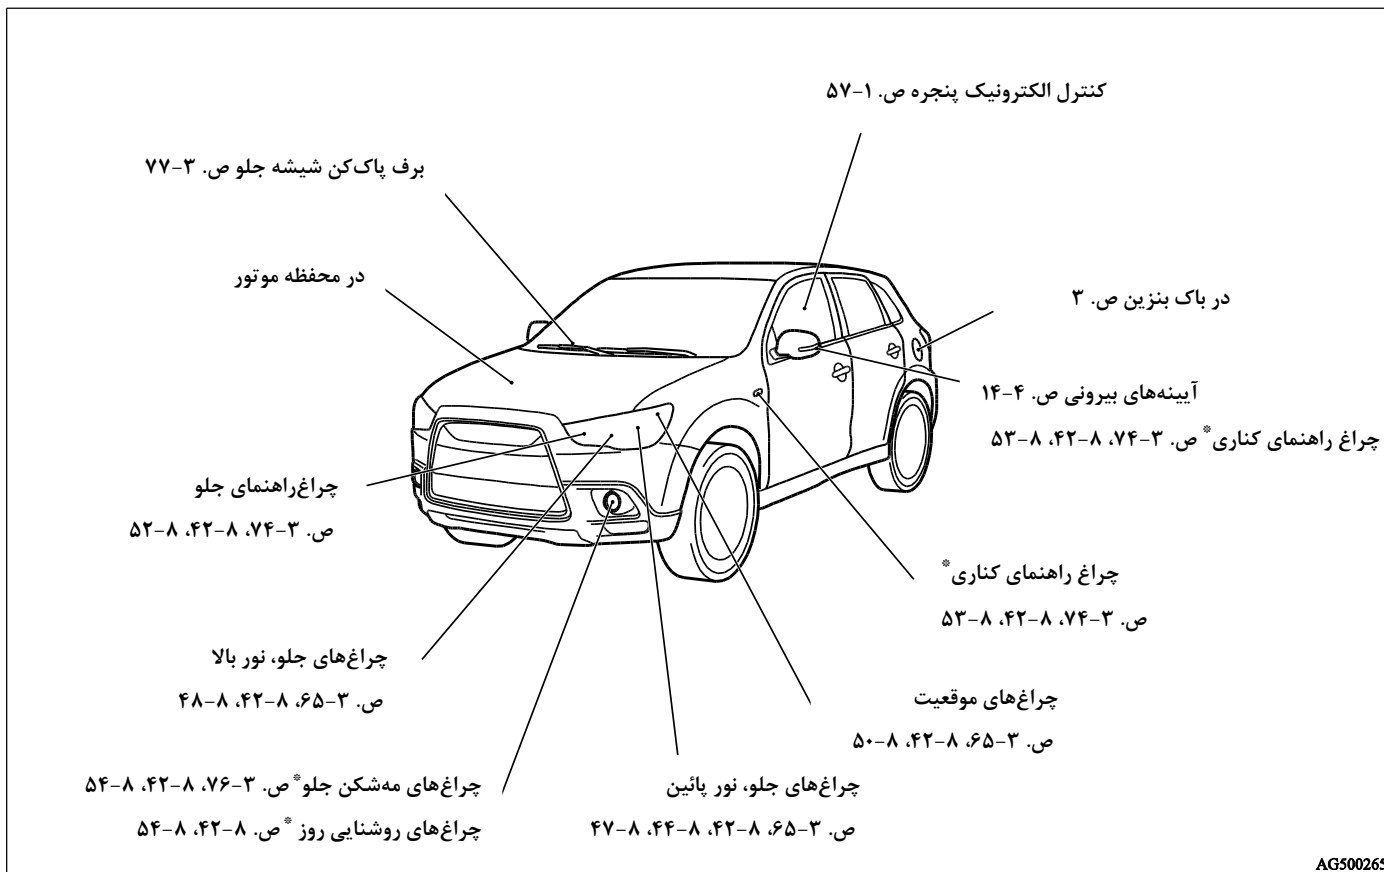 کنترل الکترونیک پنجره ص. ۱-۵۷
برف پاک‌کن شیشه جلو ص. ۳-۷۷
در محفظه موتور
در باک بنزین ص. ۳
آیینه‌های بیرونی ص. ۴-۱۴
چراغ راهنمای کناری* ص. ۳-۷۴، ۸-۴۲، ۸-۵۳
چراغ‌راهنمای جلو
ص. ۳-۷۴، ۸-۴۲، ۸-۵۲
چراغ راهنمای کناری*
ص. ۳-۷۴، ۸-۴۲، ۸-۵۳
چراغ‌های جلو، نور بالا
ص. ۳-۶۵، ۸-۴۲، ۸-۴۸
چراغ‌های موقعیت
ص. ۳-۶۵، ۸-۴۲، ۸-۵۰
چراغ‌های جلو، نور پائین
ص. ۳-۶۵، ۸-۴۲، ۸-۴۴، ۸-۴۷
چراغ‌های مه‌شکن جلو* ص. ۳-۷۶، ۸-۴۲، ۸-۵۴
چراغ‌های روشنایی روز* ص. ۸-۴۲، ۸-۵۴
AG500265